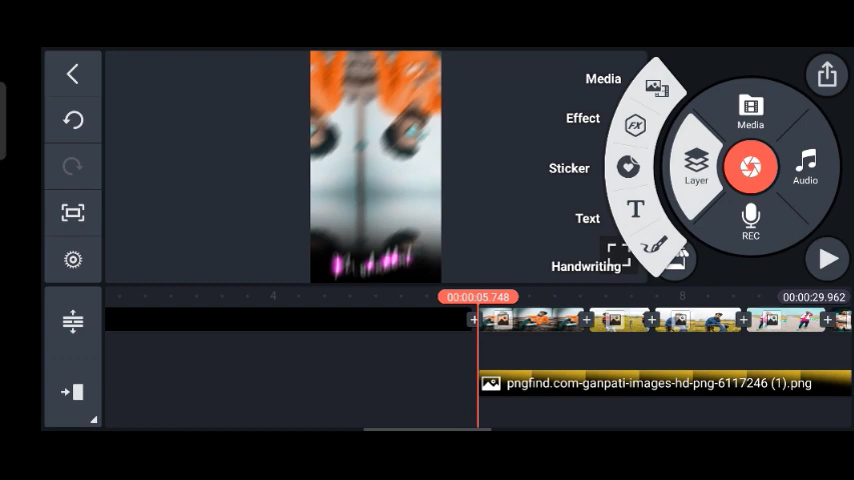 Media
Effect
Sticker
Text
Handwriting
FX
T
Media
Layer
Audio
REC
4
00:00:05.748
8
00:00:29.962
pngfind.com-ganpati-images-hd-png-6117246 (1).png